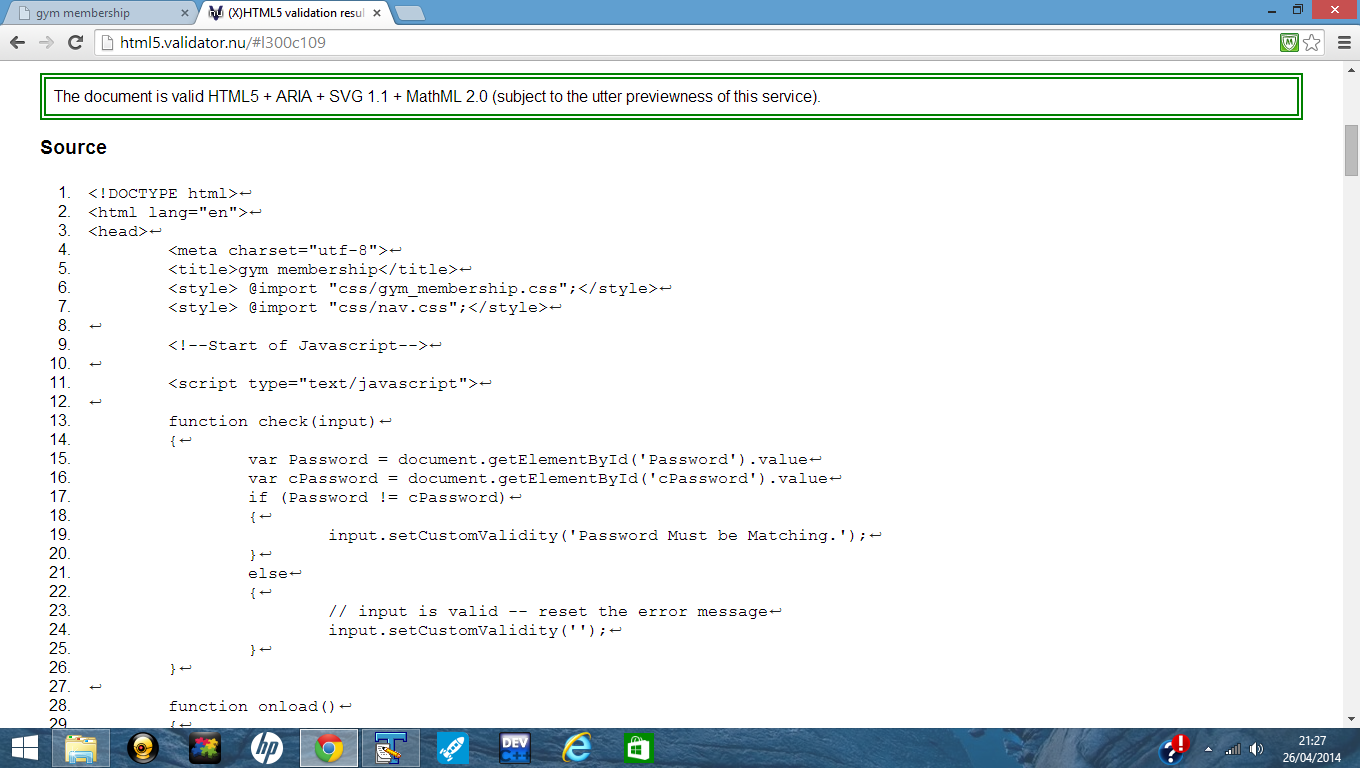 gym membership
(X)HTML5 validation resul
html5.validator.nu/#l300c109
The document is valid HTML5 + ARIA + SVG 1.1 + MathML 2.0 (subject to the utter previewness of this service).
Source
1. <!DOCTYPE html>↩
2. <html lang="en">↩
3. <head>↩
4. <meta charset="utf-8">↩
5. <title>gym membership</title>↩
6. <style> @import "css/gym_membership.css";</style>↩
7. <style> @import "css/nav.css";</style>↩
8. ↩
9. <!--Start of Javascript-->↩
10. ↩
11. <script type="text/javascript">↩
12. ↩
13. function check(input)↩
14. {↩
15. var Password = document.getElementById('Password').value↩
16. var cPassword = document.getElementById('cPassword').value↩
17. if (Password != cPassword)↩
18. {↩
19. input.setCustomValidity('Password Must be Matching.');↩
20. }↩
21. else↩
22. {↩
23. // input is valid -- reset the error message↩
24. input.setCustomValidity('');↩
25. }↩
26. }↩
27. ↩
28. function onload()↩
29. {↩
hp
DEV
21:27
26/04/2014